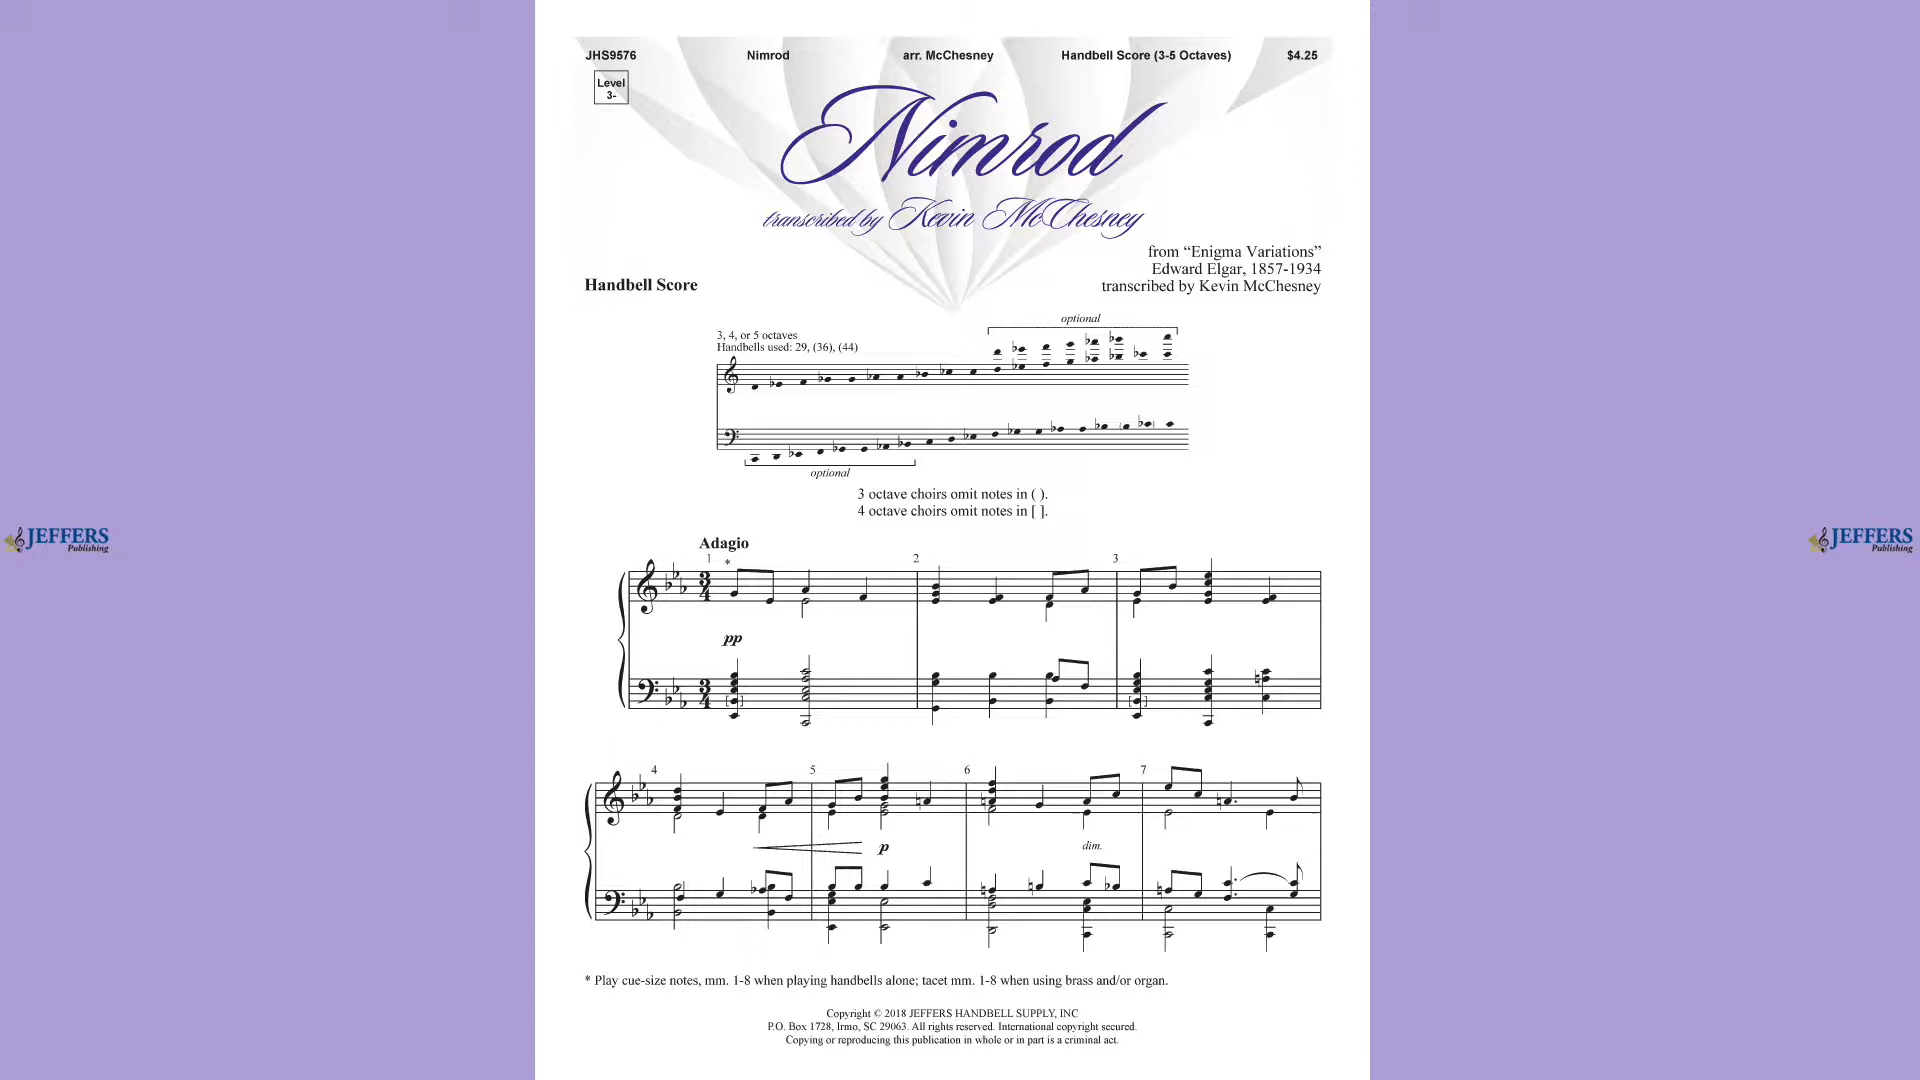 JHS9576 Nimrod arr. McChesney Handbell Score (3-5 Octaves) $4.25
Level
3-
Nimrod
transcribed by Kevin McChesney
from “Enigma Variations”
Edward Elgar, 1857-1934
Handbell Score
transcribed by Kevin McChesney
optional
3, 4, or 5 octaves
Handbells used: 29, (36), (44)
optional
3 octave choirs omit notes in ( ).
4 octave choirs omit notes in [ ].
JEFFERS
Publishing
JEFFERS
Publishing
Adagio
1 * 2 3
3
4
pp
3
4
4 5 6 7
p dim.
* Play cue-size notes, mm. 1-8 when playing handbells alone; tacet mm. 1-8 when using brass and/or organ.
Copyright © 2018 JEFFERS HANDBELL SUPPLY, INC
P.O. Box 1728, Irmo, SC 29063. All rights reserved. International copyright secured.
Copying or reproducing this publication in whole or in part is a criminal act.